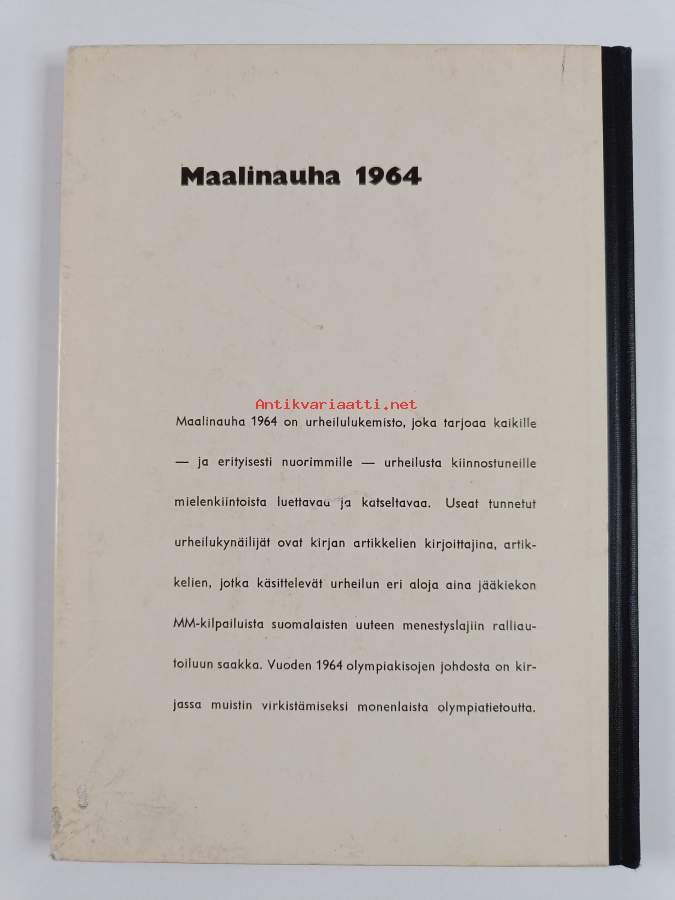 Maalinauha 1964
Antikvariaatti.net
Maalinauha 1964 on urheilulukemisto, joka tarjoaa kaikille
— ja erityisesti nuorimmille — urheilusta kiinnostuneille
mielenkiintoista luettavaa ja katseltavaa. Useat tunnetut
urheilukynäilijät ovat kirjan artikkelien kirjoittajina, artik-
kelien, jotka käsittelevät urheilun eri aloja aina jääkiekon
MM-kilpailuista suomalaisten uuteen menestyslajiin ralliau-
toiluun saakka. Vuoden 1964 olympiakisojen johdosta on kir-
jassa muistin virkistämiseksi monenlaista olympiatietoutta.